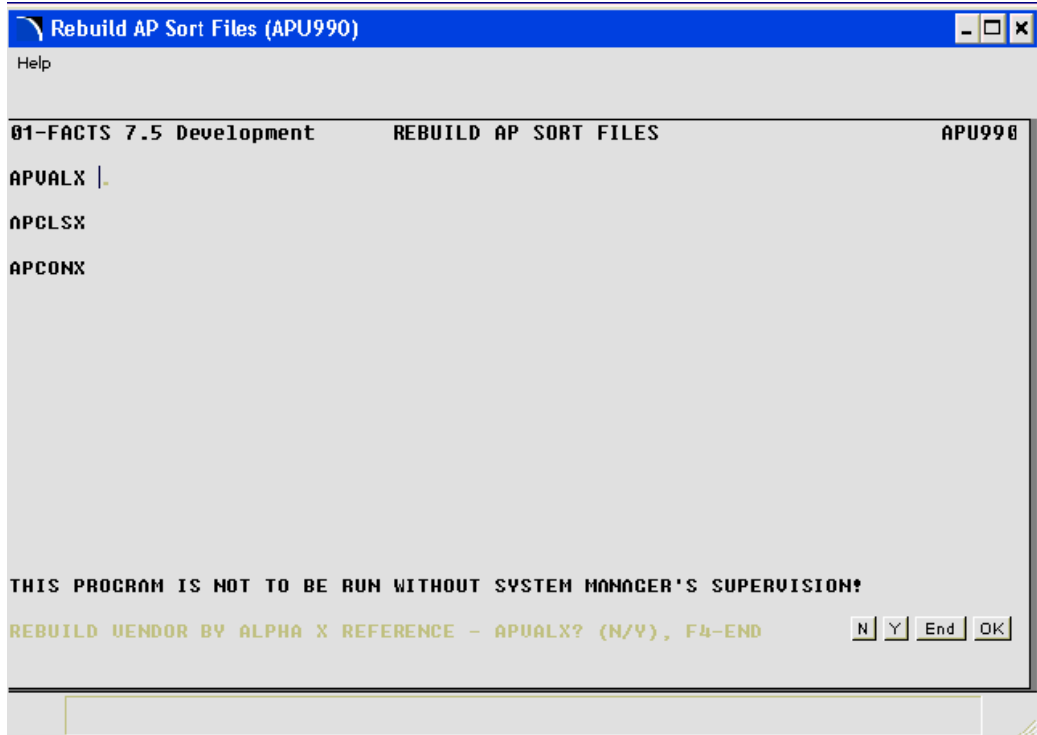 Rebuild AP Sort Files (APU990)
Help
01-FACTS 7.5 Development REBUILD AP SORT FILES APU990
APVALX .
APCLSX
APCONX
THIS PROGRAM IS NOT TO BE RUN WITHOUT SYSTEM MANAGER'S SUPERVISION!
REBUILD VENDOR BY ALPHA X REFERENCE - APVALX? (N/Y), F4-END N Y End OK